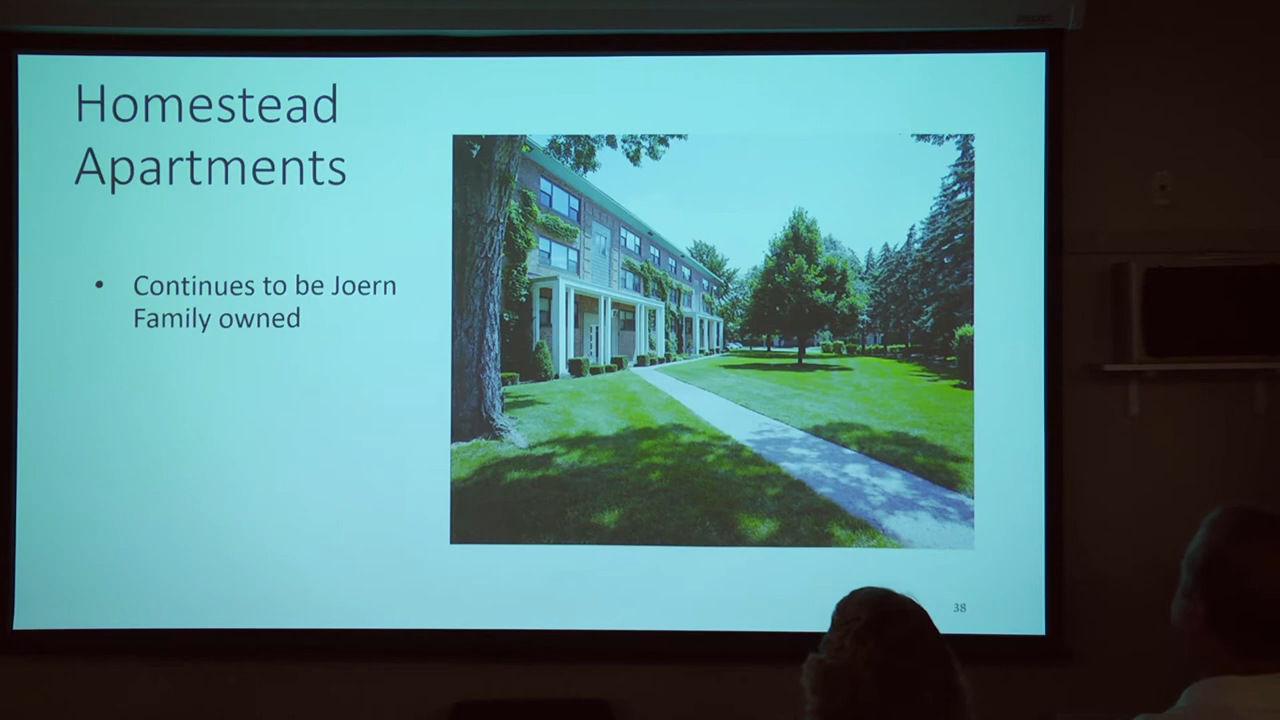 Homestead
Apartments
• Continues to be Joern
Family owned
38